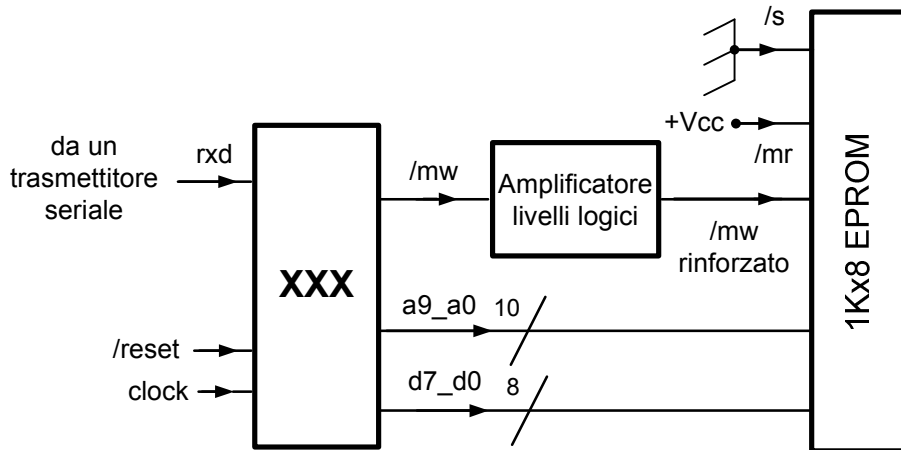 /s
+Vcc
/mr
da un
trasmettitore
seriale
rxd
/mw
Amplificatore
livelli logici
/mw
rinforzato
XXX
a9_a0
10
/reset
clock
d7_d0
8
1Kx8 EPROM